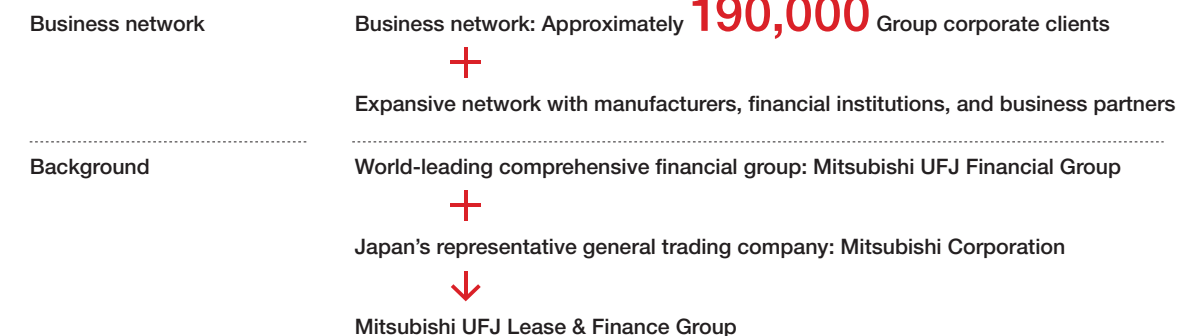 Business network
Business network: Approximately 190,000 Group corporate clients
+
Expansive network with manufacturers, financial institutions, and business partners
Background
World-leading comprehensive financial group: Mitsubishi UFJ Financial Group
+
Japan’s representative general trading company: Mitsubishi Corporation
↓
Mitsubishi UFJ Lease & Finance Group